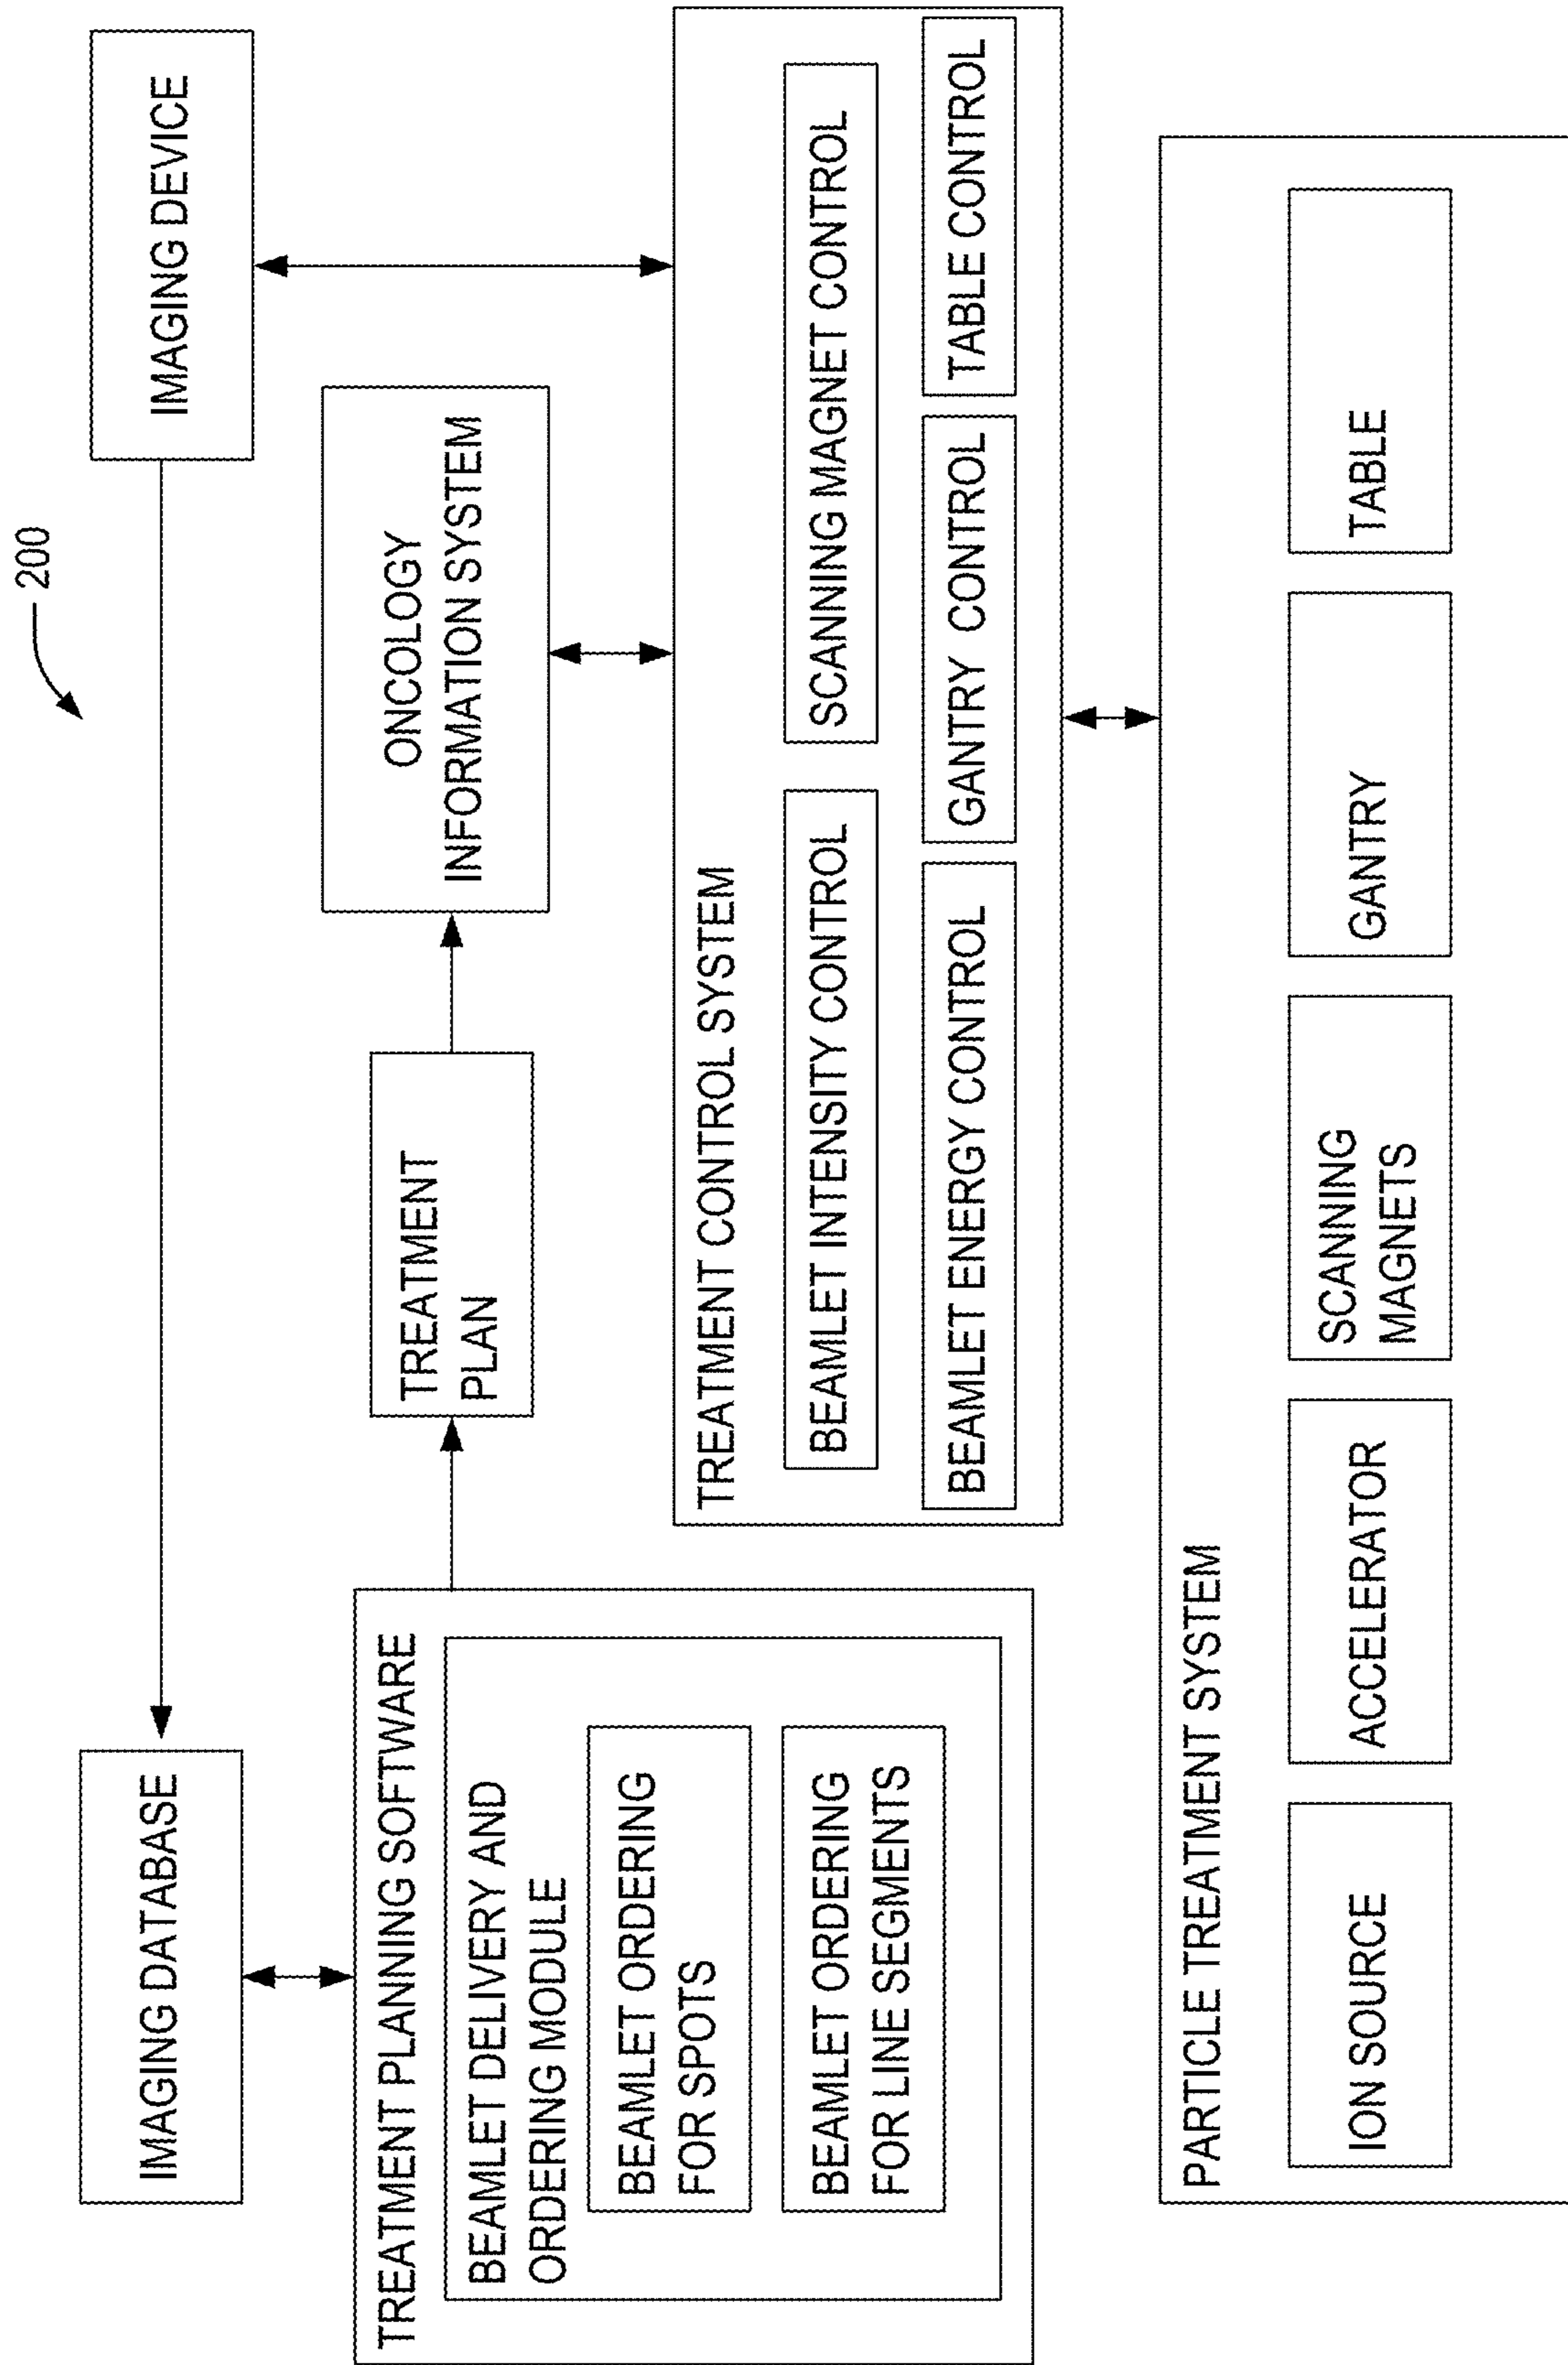 200
IMAGING DATABASE
IMAGING DEVICE
TREATMENT PLANNING SOFTWARE
BEAMLET DELIVERY AND
ORDERING MODULE
BEAMLET ORDERING
FOR SPOTS
BEAMLET ORDERING
FOR LINE SEGMENTS
TREATMENT
PLAN
ONCOLOGY
INFORMATION SYSTEM
TREATMENT CONTROL SYSTEM
BEAMLET INTENSITY CONTROL
SCANNING MAGNET CONTROL
BEAMLET ENERGY CONTROL
GANTRY CONTROL
TABLE CONTROL
PARTICLE TREATMENT SYSTEM
ION SOURCE
ACCELERATOR
SCANNING
MAGNETS
GANTRY
TABLE